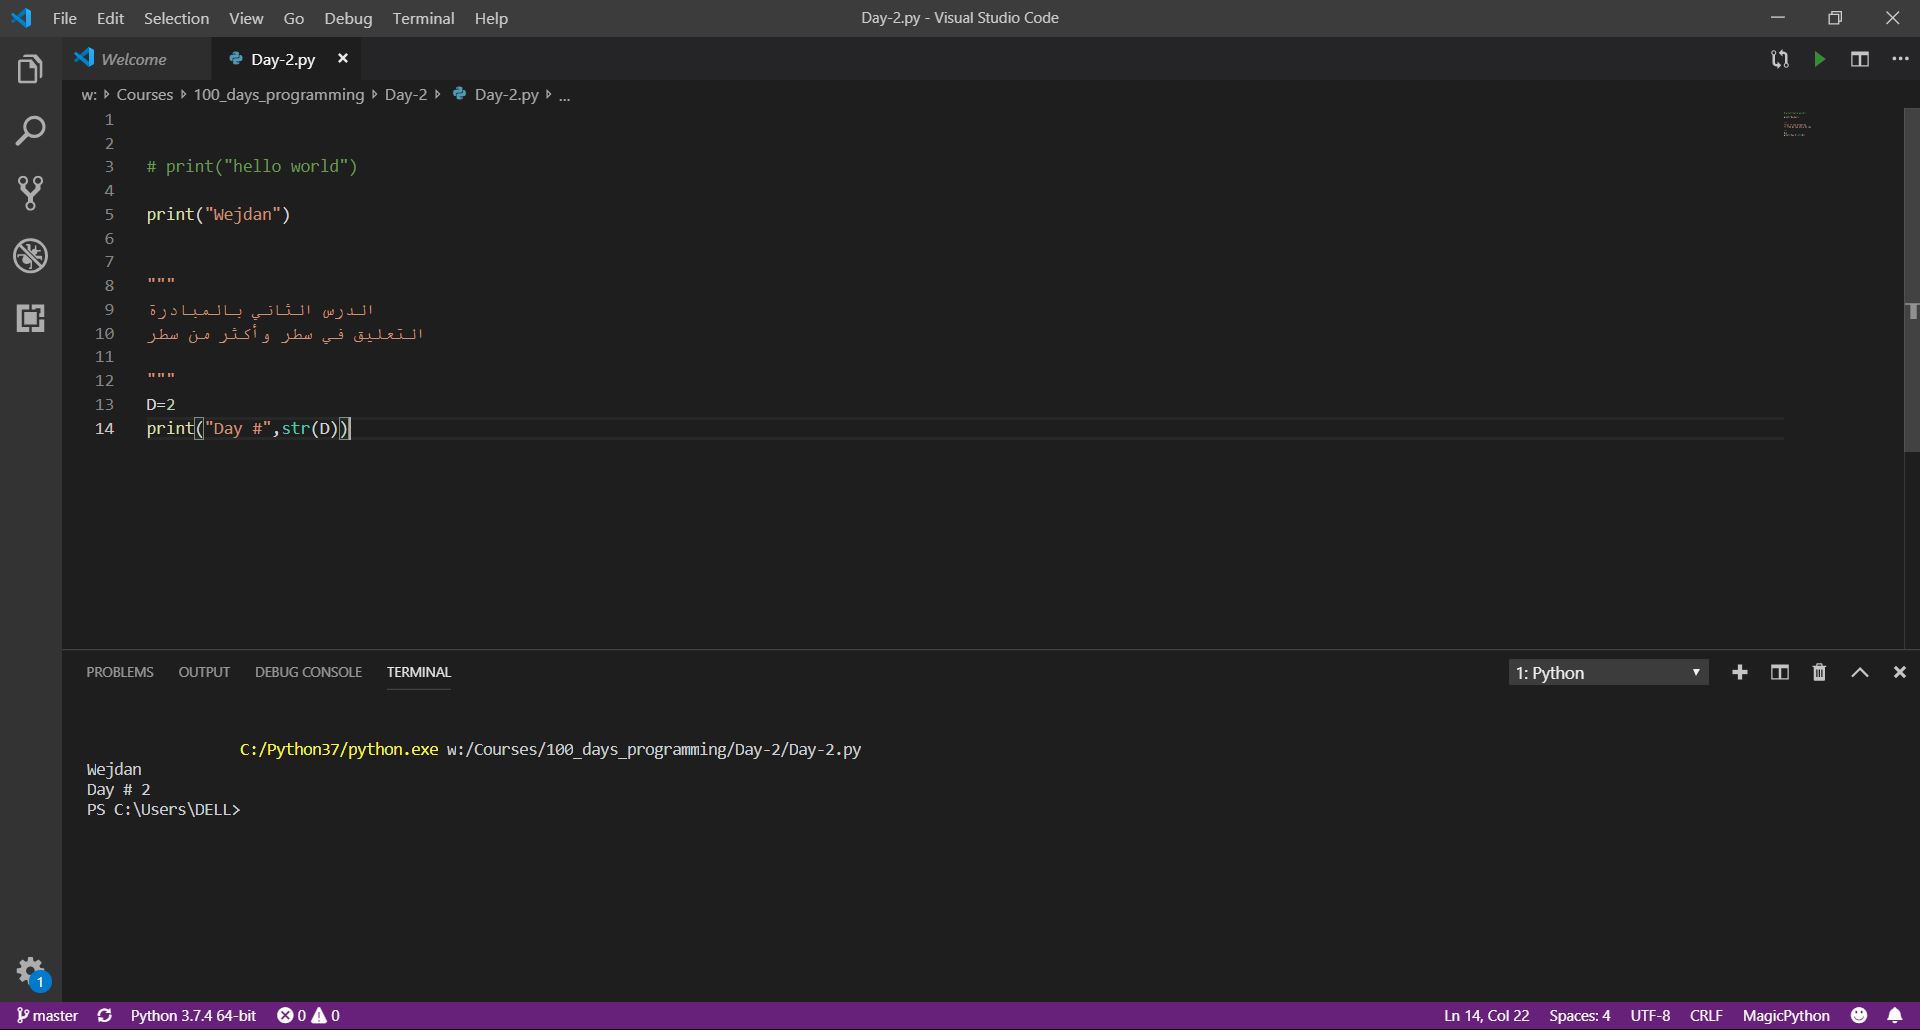 File Edit Selection View Go Debug Terminal Help
Day-2.py - Visual Studio Code
Welcome
Day-2.py
w: Courses 100_days_programming Day-2 Day-2.py ...
1
2
3 # print("hello world")
4
5 print("Wejdan")
6
7
8 """
9 الدرس الثاني بالمبادرة
10 التعليق في سطر وأكثر من سطر
11
12 """
13 D=2
14 print("Day #",str(D))
PROBLEMS OUTPUT DEBUG CONSOLE TERMINAL
1: Python
C:/Python37/python.exe w:/Courses/100_days_programming/Day-2/Day-2.py
Wejdan
Day # 2
PS C:\Users\DELL>
1
master Python 3.7.4 64-bit 0 0 Ln 14, Col 22 Spaces: 4 UTF-8 CRLF MagicPython